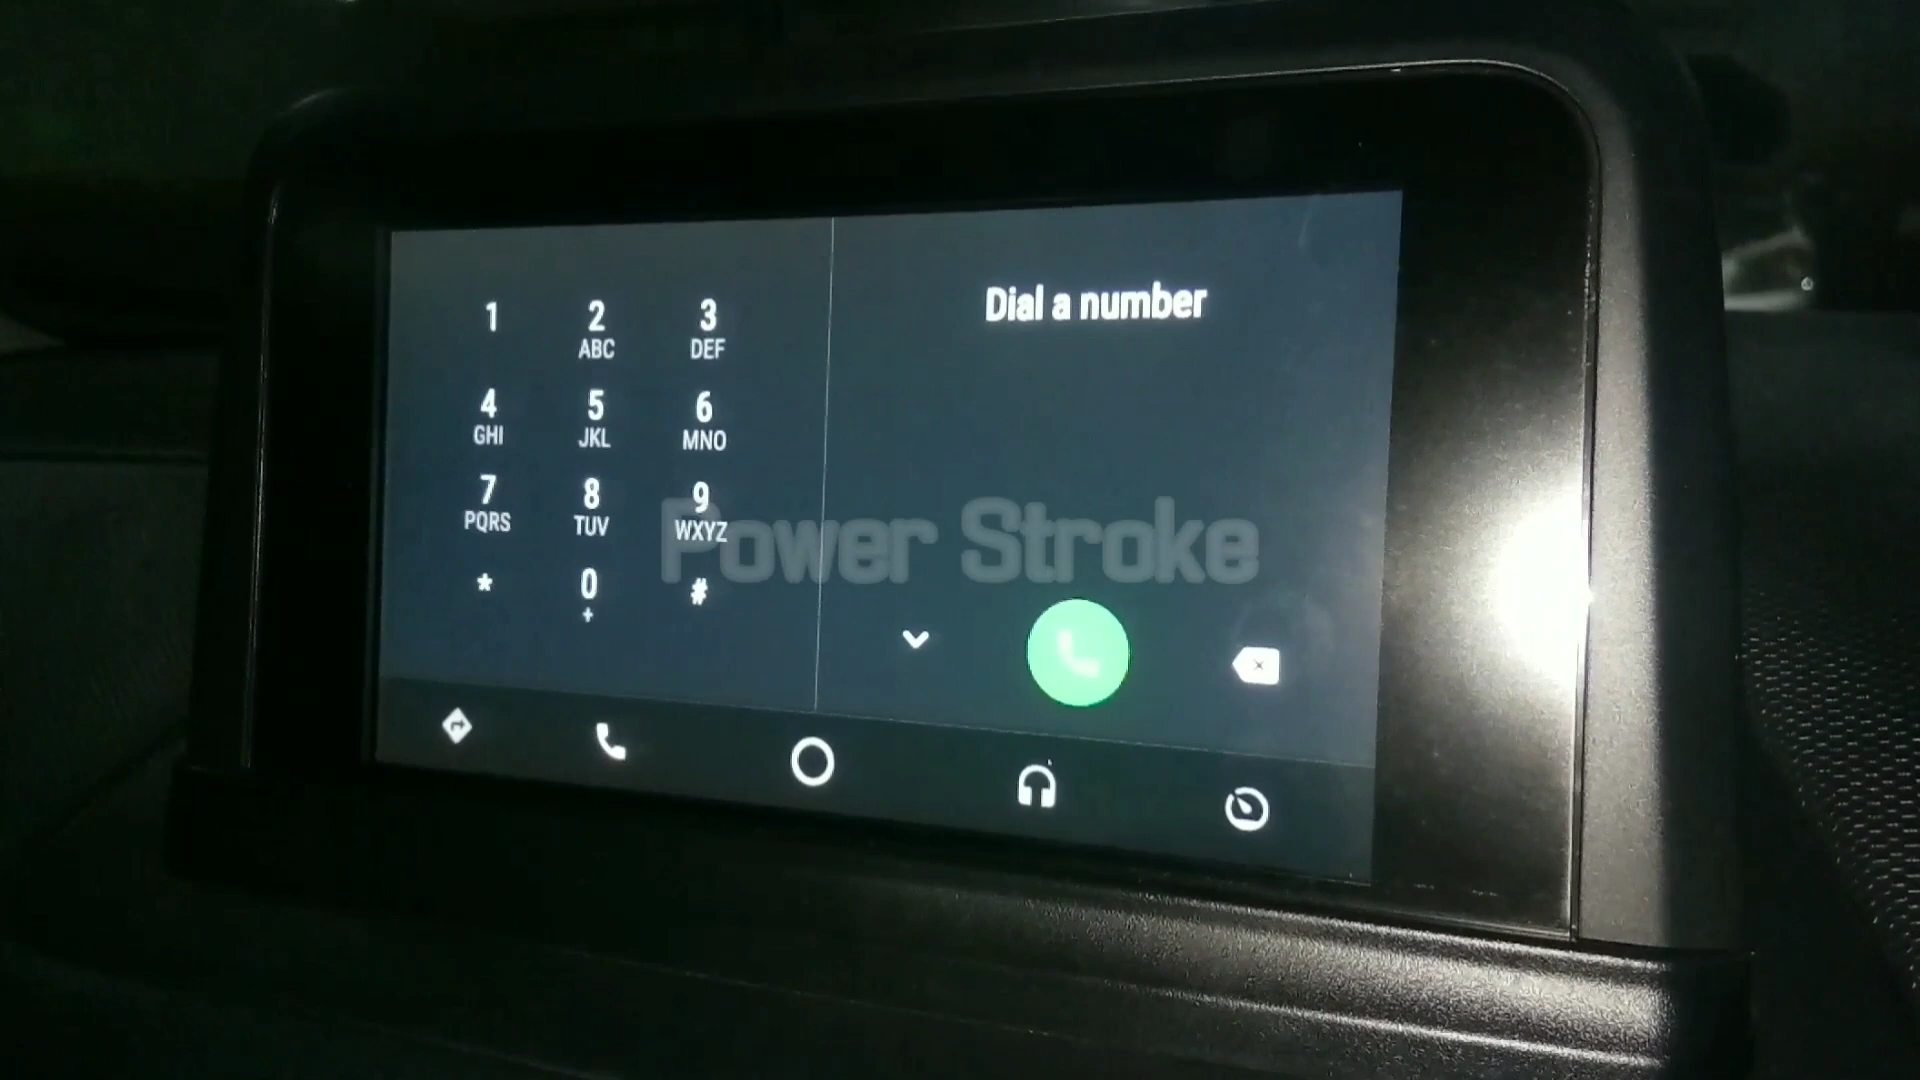 1
2
ABC
3
DEF
4
GHI
5
JKL
6
MNO
7
PQRS
8
TUV
9
WXYZ
*
0
+
#
Dial a number
Power Stroke